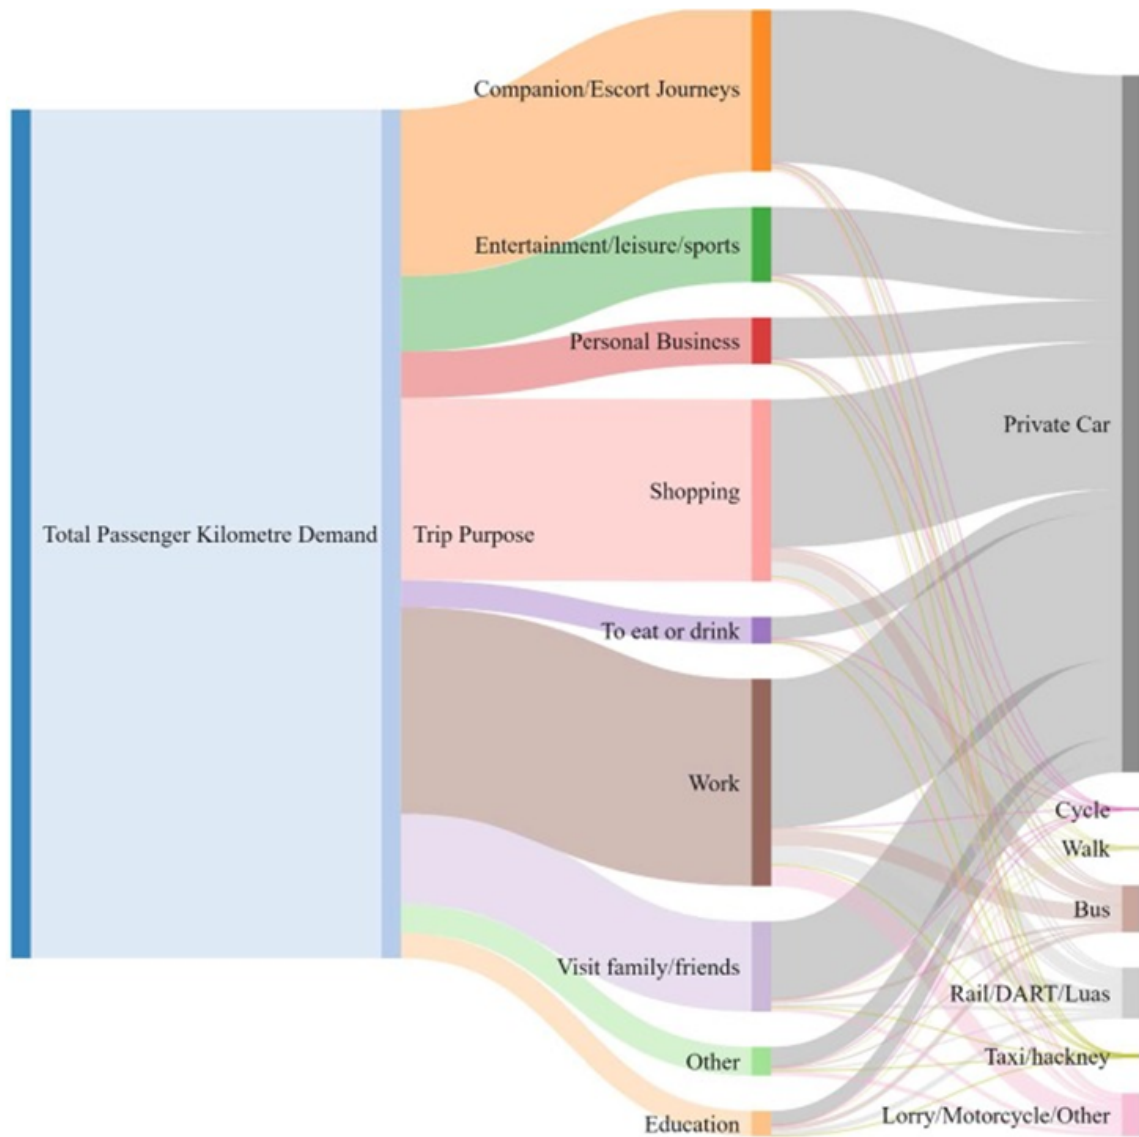 Total Passenger Kilometre Demand
Trip Purpose
Companion/Escort Journeys
Entertainment/leisure/sports
Personal Business
Shopping
To eat or drink
Work
Visit family/friends
Other
Education
Private Car
Cycle
Walk
Bus
Rail/DART/Luas
Taxi/hackney
Lorry/Motorcycle/Other